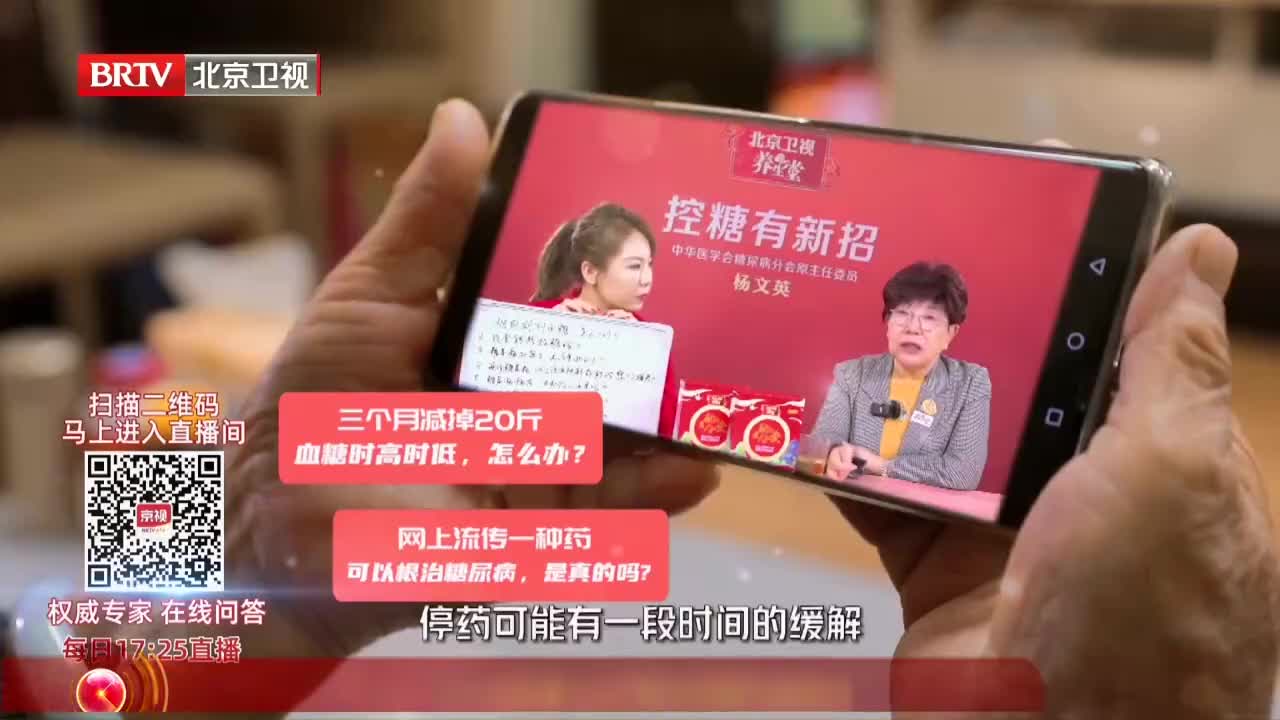 BRTV 北京卫视
北京卫视
养生堂
控糖有新招
中华医学会糖尿病分会原主任委员
杨文英
扫描二维码
马上进入直播间
三个月减掉20斤
血糖时高时低，怎么办？
京视
网上流传一种药
可以根治糖尿病，是真的吗？
权威专家 在线问答
每日17:25直播
停药可能有一段时间的缓解